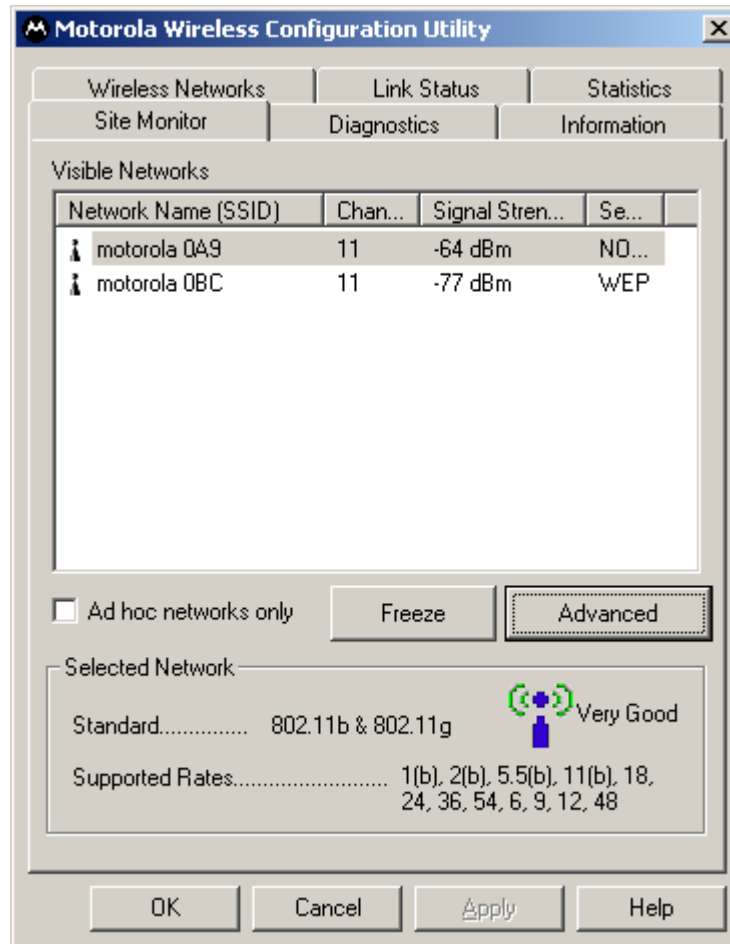 Motorola Wireless Configuration Utility
Wireless Networks Link Status Statistics
Site Monitor Diagnostics Information
Visible Networks
Network Name (SSID) Chan... Signal Stren... Se...
motorola 0A9 11 -64 dBm NO...
motorola 0BC 11 -77 dBm WEP
Ad hoc networks only Freeze Advanced
Selected Network
Very Good
Standard.............. 802.11b & 802.11g
Supported Rates........................ 1(b), 2(b), 5.5(b), 11(b), 18,
24, 36, 54, 6, 9, 12, 48
OK Cancel Apply Help